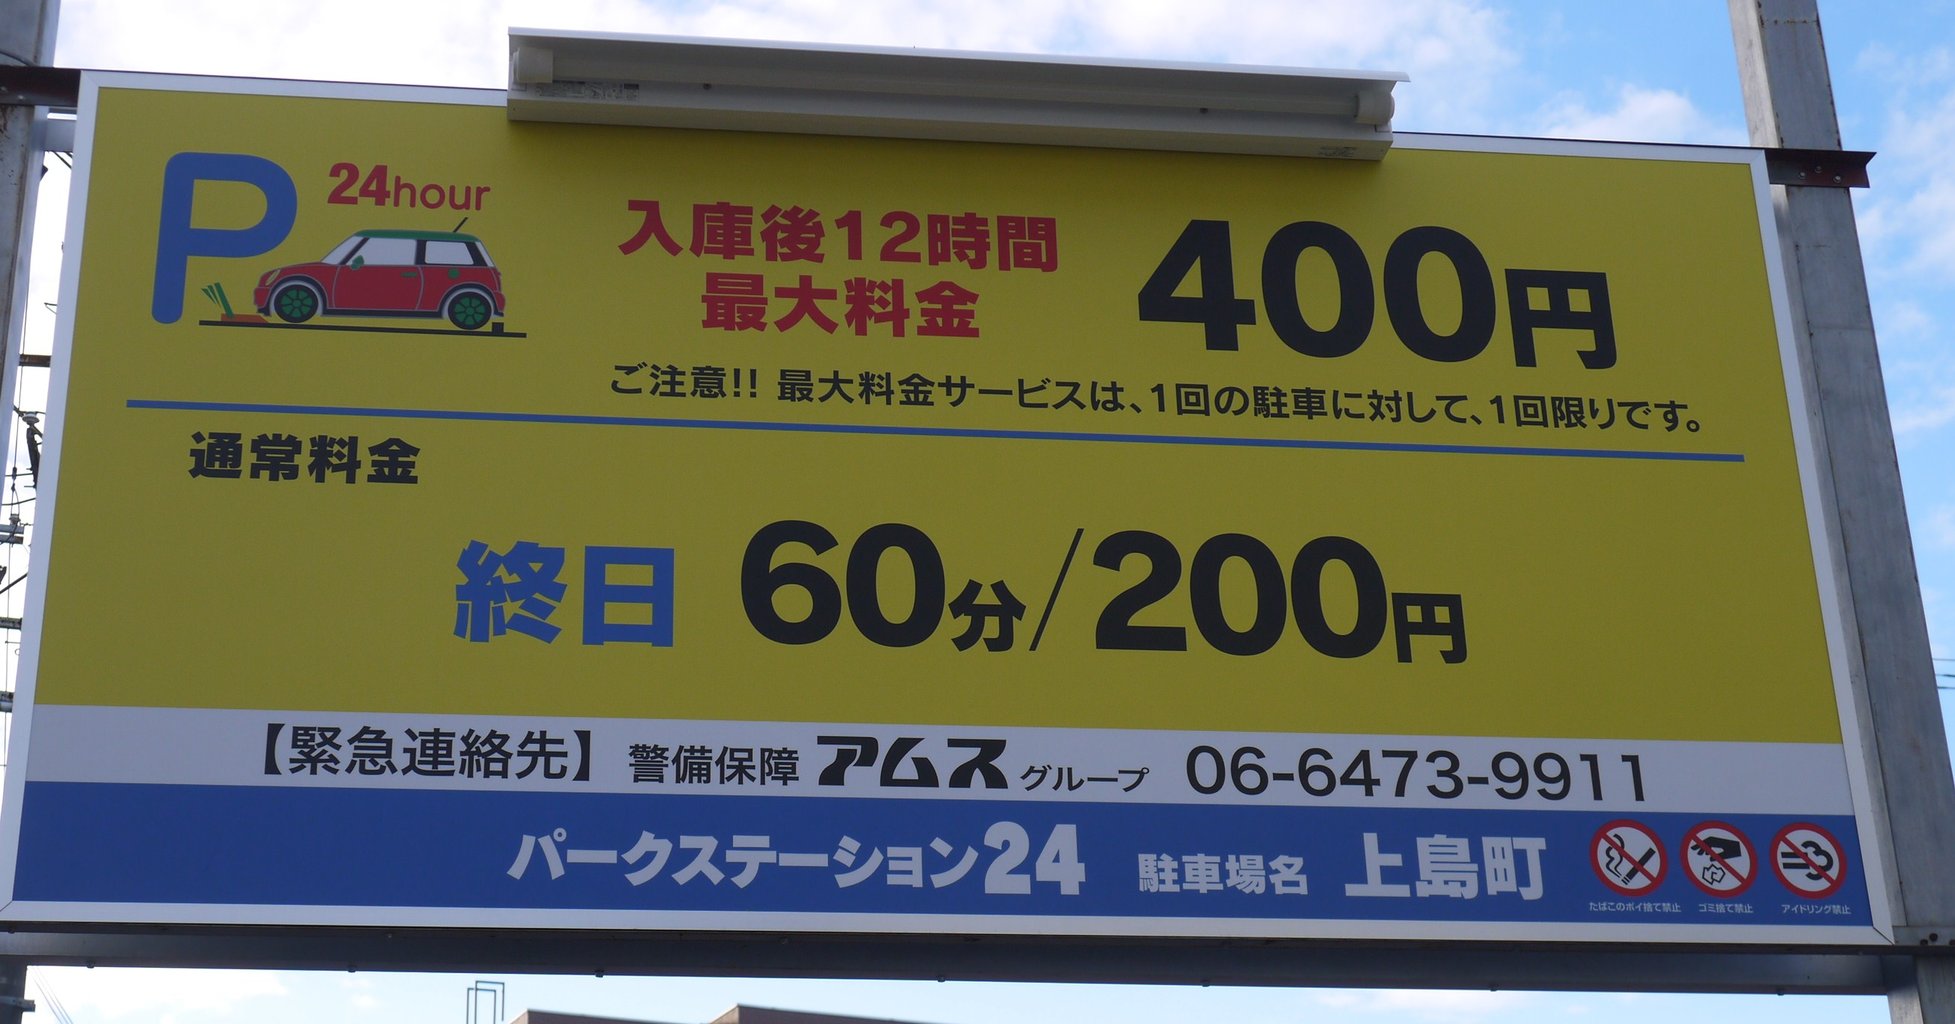 P 24hour
入庫後12時間
最大料金
400円
ご注意!! 最大料金サービスは、1回の駐車に対して、1回限りです。
通常料金
終日 60分/200円
【緊急連絡先】 警備保障 アムス グループ 06-6473-9911
パークステーション24 駐車場名 上島町
たばこのポイ捨て禁止 ゴミ捨て禁止 アイドリング禁止